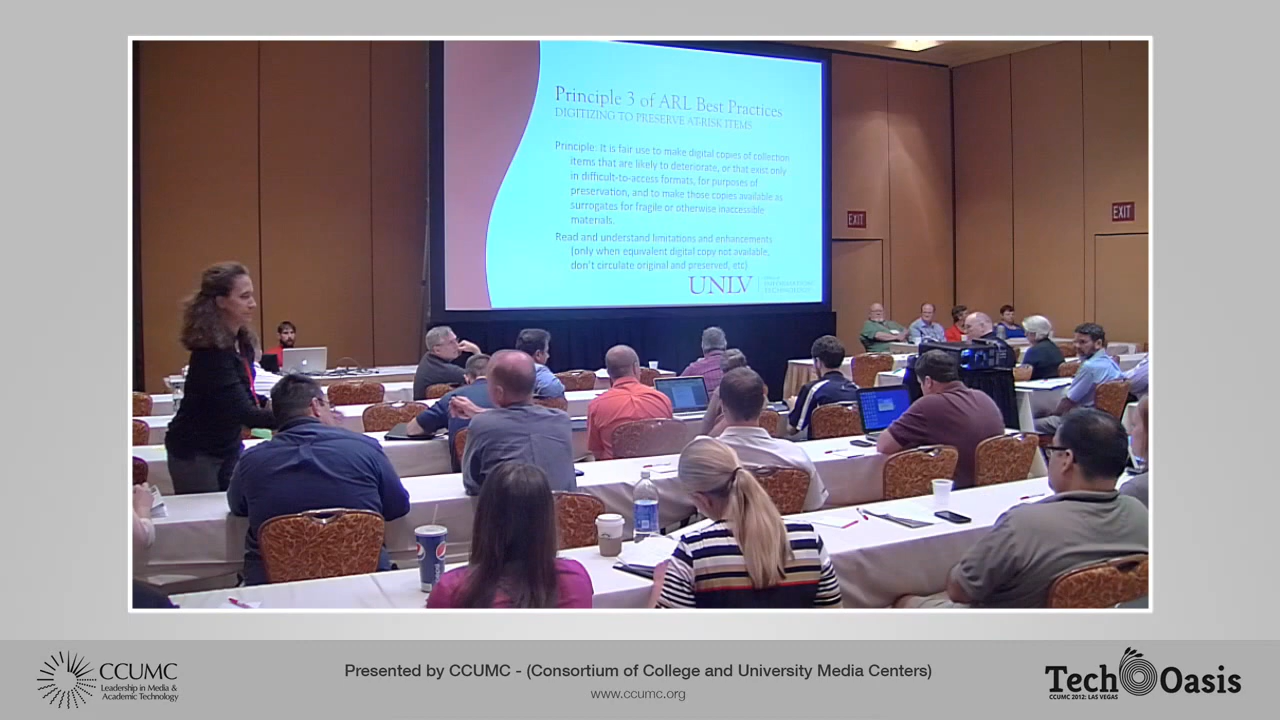 Principle 3 of ARL Best Practices
DIGITIZING TO PRESERVE AT-RISK ITEMS
Principle: It is fair use to make digital copies of collection
items that are likely to deteriorate, or that exist only
in difficult-to-access formats, for purposes of
preservation, and to make those copies available as
surrogates for fragile or otherwise inaccessible
materials.
Read and understand limitations and enhancements
(only when equivalent digital copy not available,
don't circulate original and preserved, etc)
UNLV
EXIT
EXIT
CCUMC
Leadership in Media &
Academic Technology
Presented by CCUMC - (Consortium of College and University Media Centers)
www.ccumc.org
Tech Oasis
CCUMC 2012: LAS VEGAS